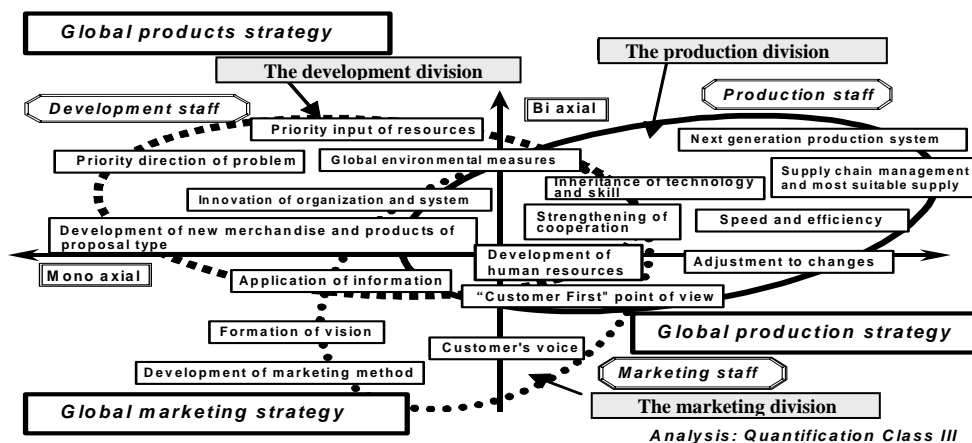 Global products strategy
The development division
The production division
Development staff
Bi axial
Production staff
Priority input of resources
Next generation production system
Priority direction of problem
Global environmental measures
Supply chain management
and most suitable supply
Inheritance of technology
and skill
Innovation of organization and system
Strengthening of
cooperation
Speed and efficiency
Development of new merchandise and products of
proposal type
Development of
human resources
Adjustment to changes
Mono axial
Application of information
“Customer First" point of view
Formation of vision
Global production strategy
Customer's voice
Development of marketing method
Marketing staff
Global marketing strategy
The marketing division
Analysis: Quantification Class III